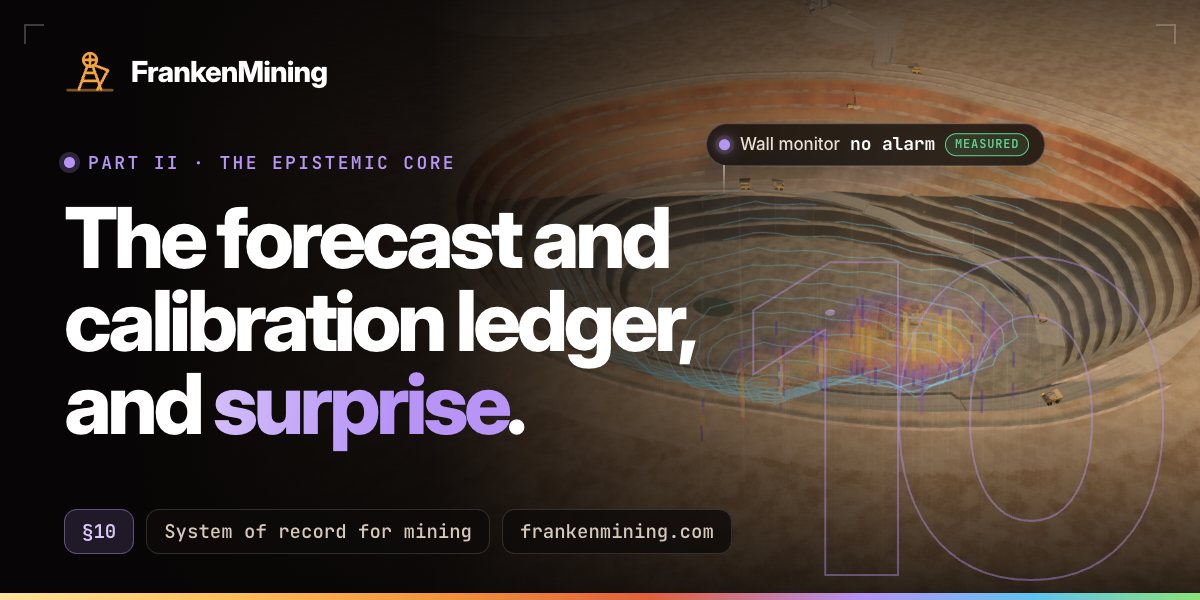 FrankenMining
PART II · THE EPISTEMIC CORE
Wall monitor no alarm MEASURED
The forecast and
calibration ledger,
and surprise.
10
§10
System of record for mining
frankenmining.com